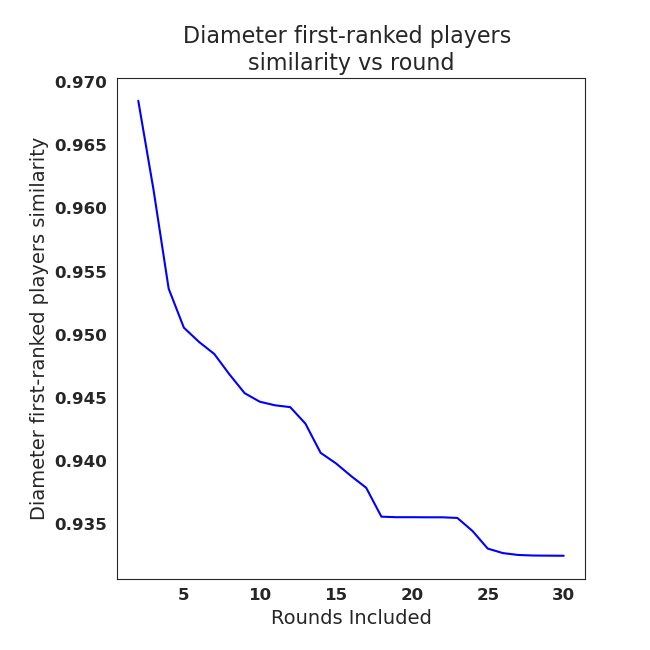 Diameter first-ranked players
similarity vs round
Diameter first-ranked players similarity
0.970
0.965
0.960
0.955
0.950
0.945
0.940
0.935
5 10 15 20 25 30
Rounds Included